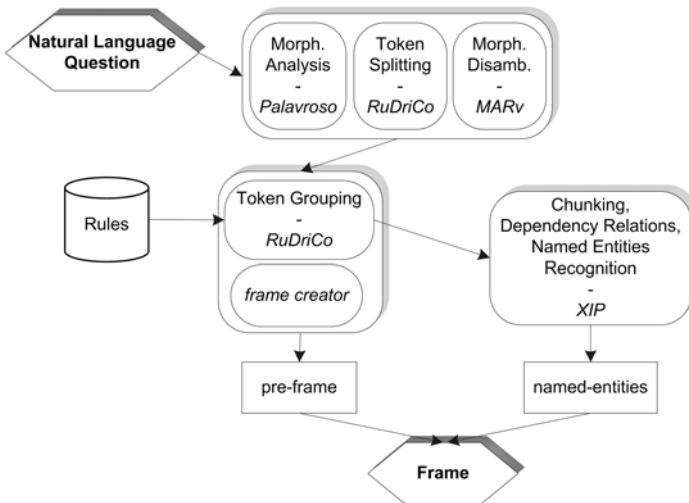 Natural Language
Question
Morph.
Analysis
-
Palavroso
Token
Splitting
-
RuDriCo
Morph.
Disamb.
-
MARv
Rules
Token Grouping
-
RuDriCo
frame creator
Chunking,
Dependency Relations,
Named Entities
Recognition
-
XIP
pre-frame
named-entities
Frame